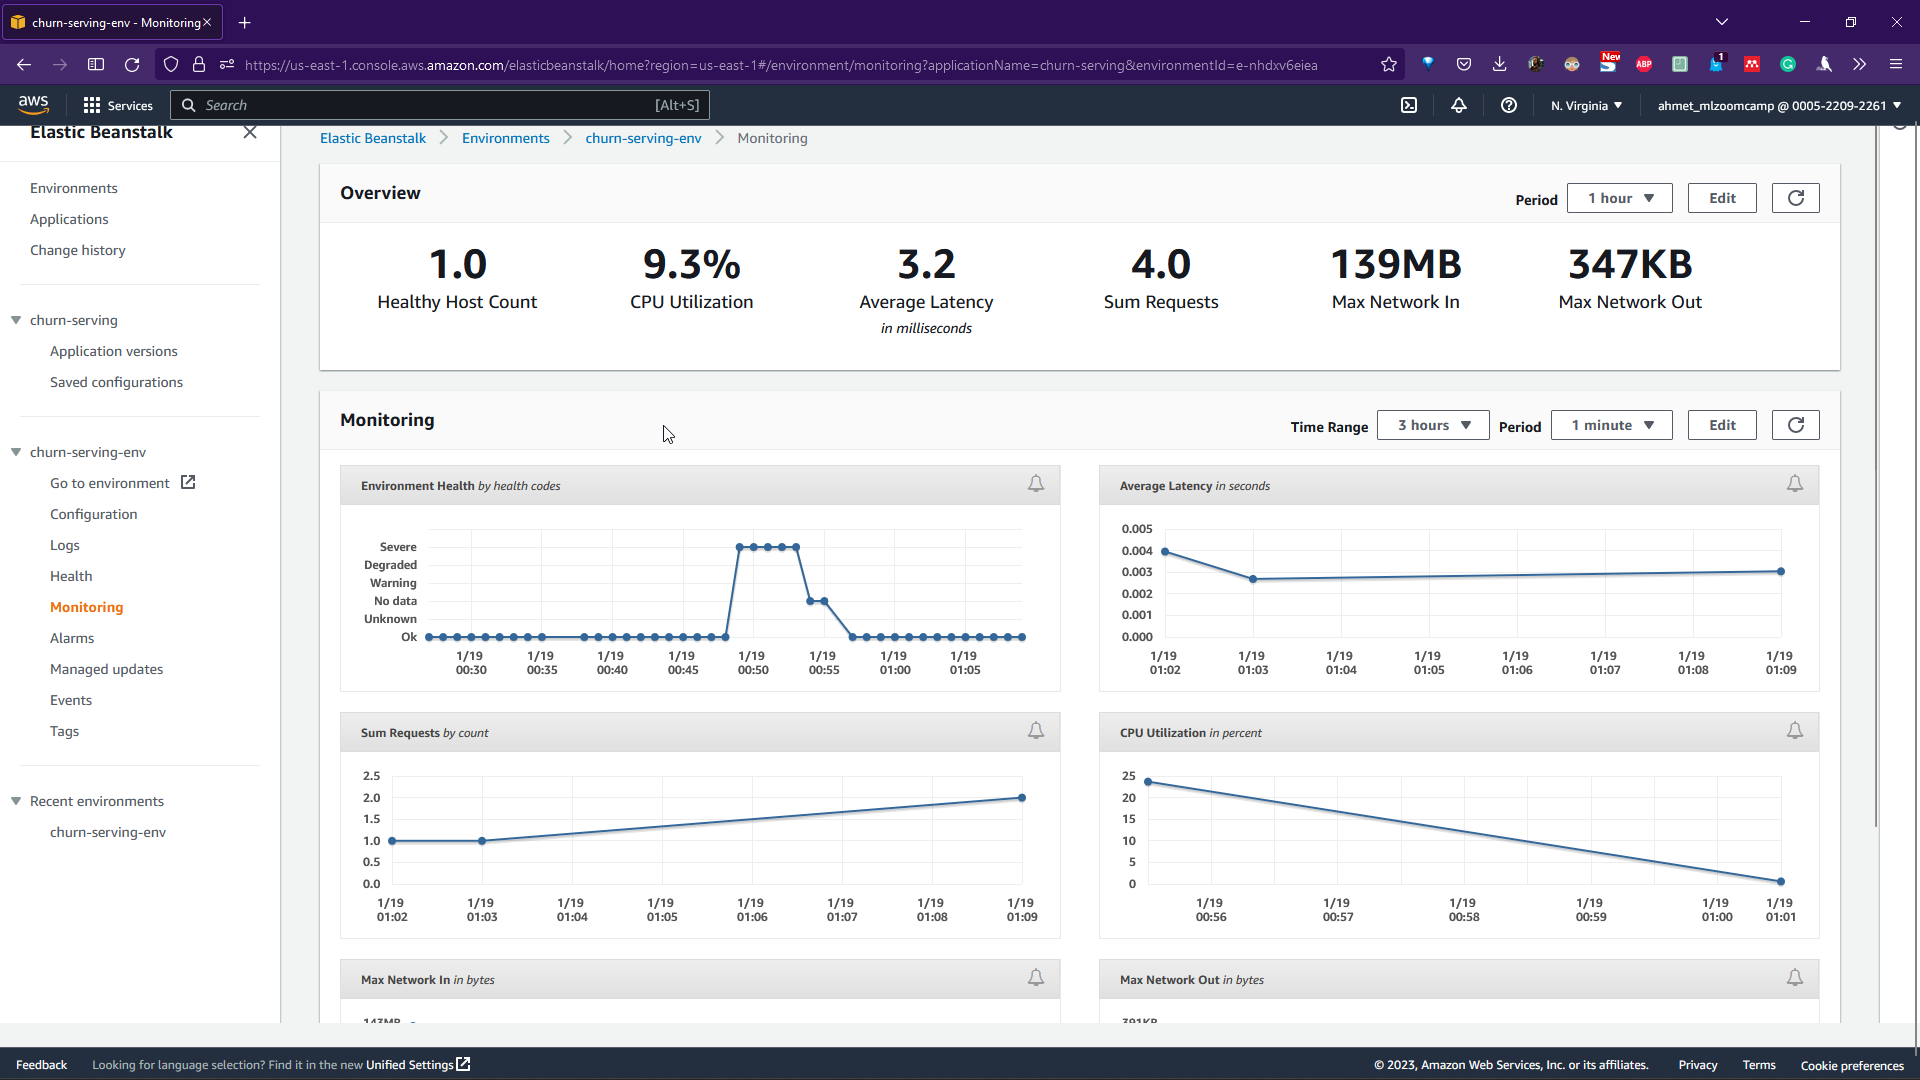 churn-serving-env - Monitoring
https://us-east-1.console.aws.amazon.com/elasticbeanstalk/home?region=us-east-1#/environment/monitoring?applicationName=churn-serving&environmentId=e-nhdxv6eiea
New
ABP
1
aws
Services
Search
[Alt+S]
N. Virginia
ahmet_mlzoomcamp @ 0005-2209-2261
Elastic Beanstalk
Environments
Applications
Change history
churn-serving
Application versions
Saved configurations
churn-serving-env
Go to environment
Configuration
Logs
Health
Monitoring
Alarms
Managed updates
Events
Tags
Recent environments
churn-serving-env
Elastic Beanstalk > Environments > churn-serving-env > Monitoring
Overview
Period 1 hour Edit
1.0 9.3% 3.2 4.0 139MB 347KB
Healthy Host Count CPU Utilization Average Latency Sum Requests Max Network In Max Network Out
in milliseconds
Monitoring
Time Range 3 hours Period 1 minute Edit
Environment Health by health codes
Severe
Degraded
Warning
No data
Unknown
Ok
1/19 1/19 1/19 1/19 1/19 1/19 1/19 1/19
00:30 00:35 00:40 00:45 00:50 00:55 01:00 01:05
Average Latency in seconds
0.005
0.004
0.003
0.002
0.001
0.000
1/19 1/19 1/19 1/19 1/19 1/19 1/19 1/19
01:02 01:03 01:04 01:05 01:06 01:07 01:08 01:09
Sum Requests by count
2.5
2.0
1.5
1.0
0.5
0.0
1/19 1/19 1/19 1/19 1/19 1/19 1/19 1/19
01:02 01:03 01:04 01:05 01:06 01:07 01:08 01:09
CPU Utilization in percent
25
20
15
10
5
0
1/19 1/19 1/19 1/19 1/19 1/19
00:56 00:57 00:58 00:59 01:00 01:01
Max Network In in bytes
143MB
Max Network Out in bytes
391KB
Feedback
Looking for language selection? Find it in the new Unified Settings
© 2023, Amazon Web Services, Inc. or its affiliates.
Privacy
Terms
Cookie preferences